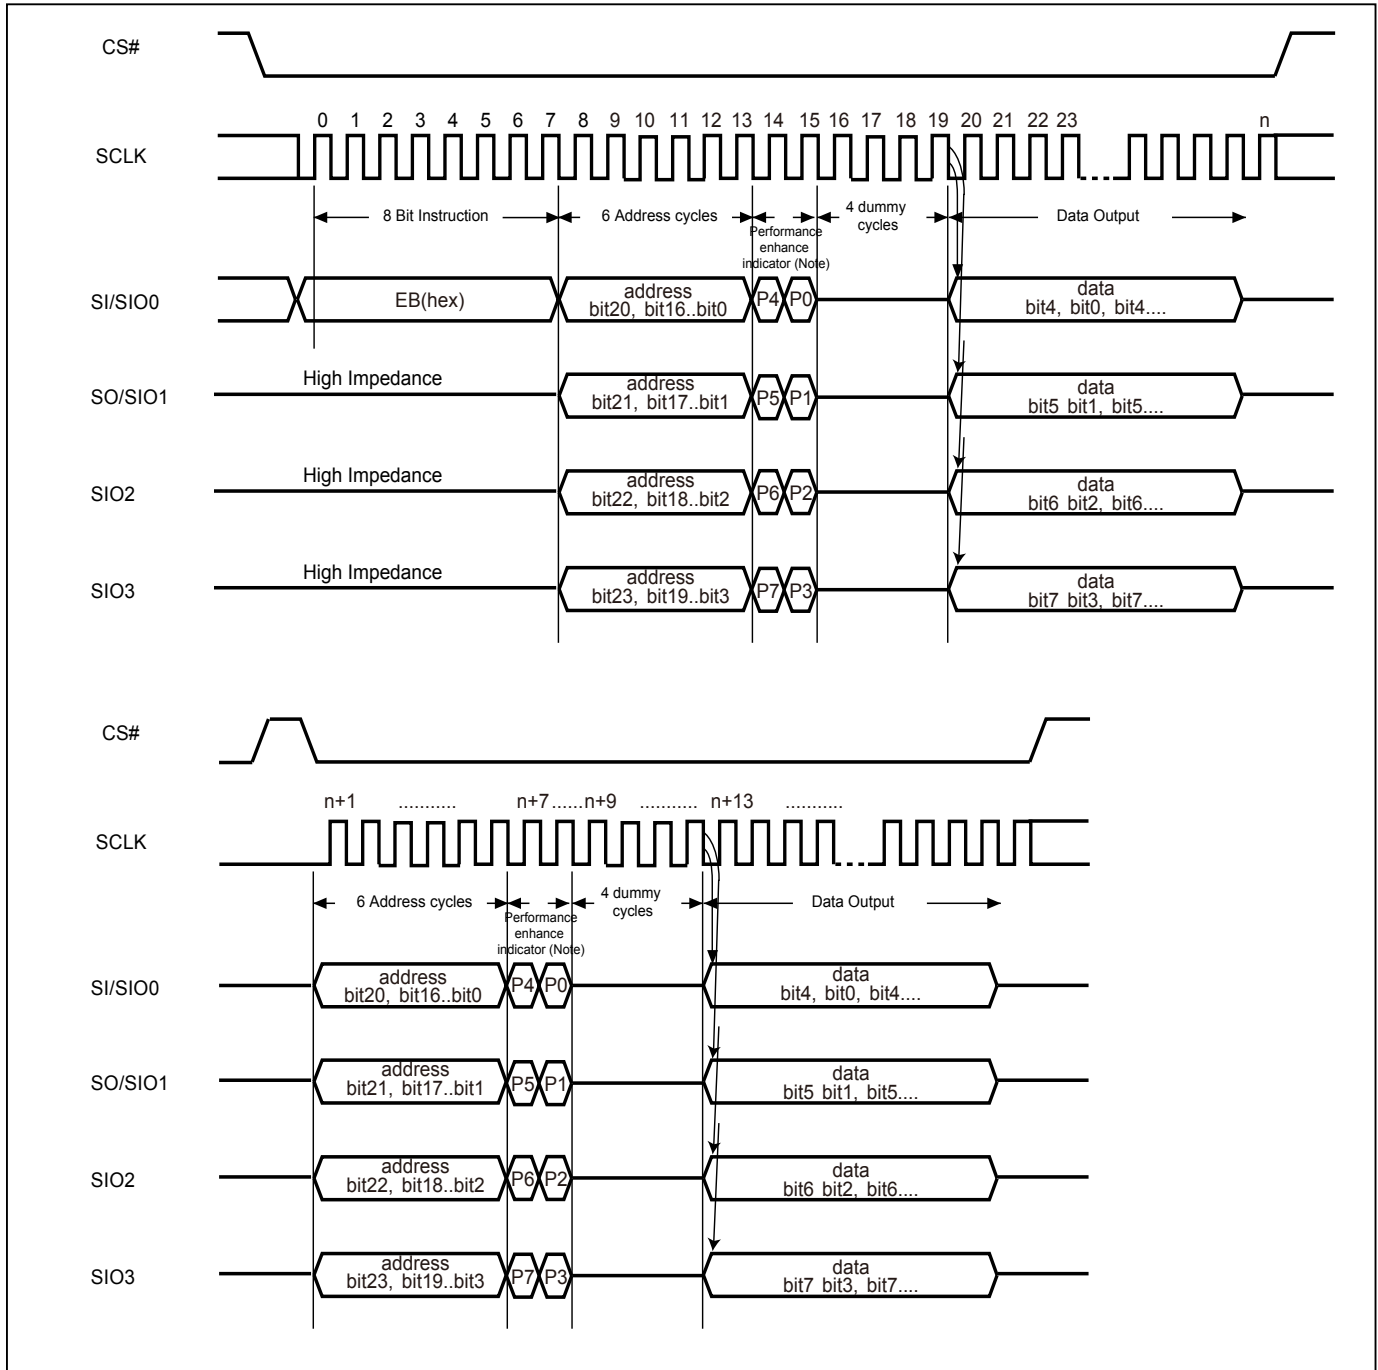 CS#
0 1 2 3 4 5 6 7 8 9 10 11 12 13 14 15 16 17 18 19 20 21 22 23 n
SCLK
8 Bit Instruction 6 Address cycles 4 dummy cycles Data Output
Performance enhance indicator (Note)
SI/SIO0 EB(hex) address bit20, bit16..bit0 P4 P0 data bit4, bit0, bit4....
SO/SIO1 High Impedance address bit21, bit17..bit1 P5 P1 data bit5 bit1, bit5....
SIO2 High Impedance address bit22, bit18..bit2 P6 P2 data bit6 bit2, bit6....
SIO3 High Impedance address bit23, bit19..bit3 P7 P3 data bit7 bit3, bit7....
CS#
n+1 ........... n+7......n+9 ........... n+13 ...........
SCLK
6 Address cycles 4 dummy cycles Data Output
Performance enhance indicator (Note)
SI/SIO0 address bit20, bit16..bit0 P4 P0 data bit4, bit0, bit4....
SO/SIO1 address bit21, bit17..bit1 P5 P1 data bit5 bit1, bit5....
SIO2 address bit22, bit18..bit2 P6 P2 data bit6 bit2, bit6....
SIO3 address bit23, bit19..bit3 P7 P3 data bit7 bit3, bit7....